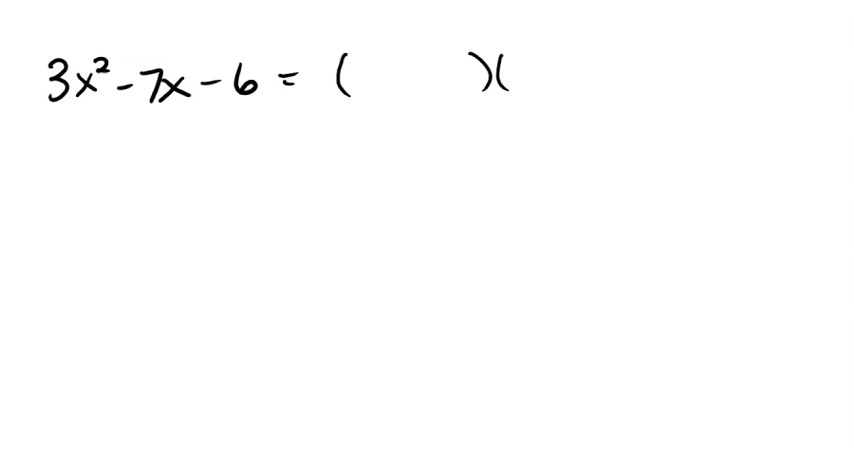 3x² - 7x - 6 = (       )(